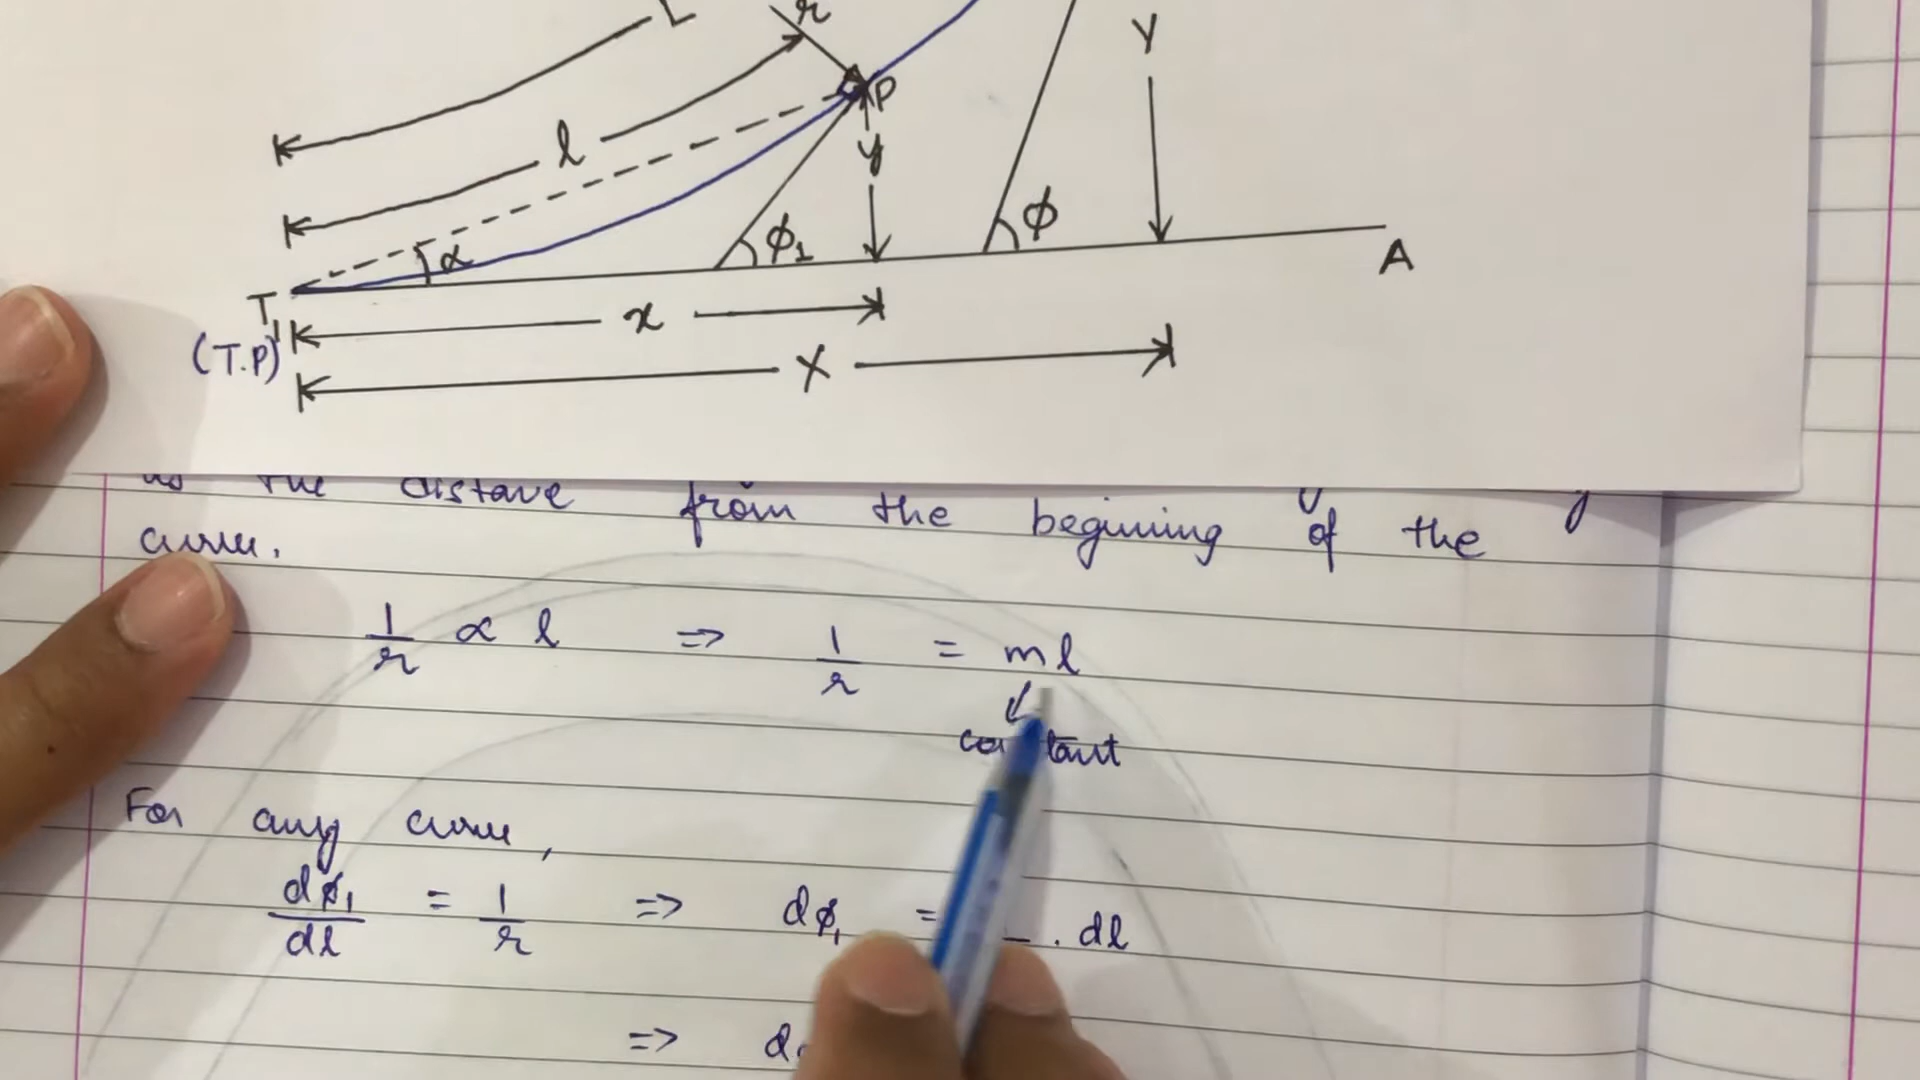 L
r
Y
P
l
y
ϕ
α
ϕ₁
A
T₁
x
(T.P)
X
the distance from the begining of the
curve.
1/r ∝ l => 1/r = ml
constant
For any curve,
dϕ₁/dl = 1/r => dϕ₁ = . dl
=>